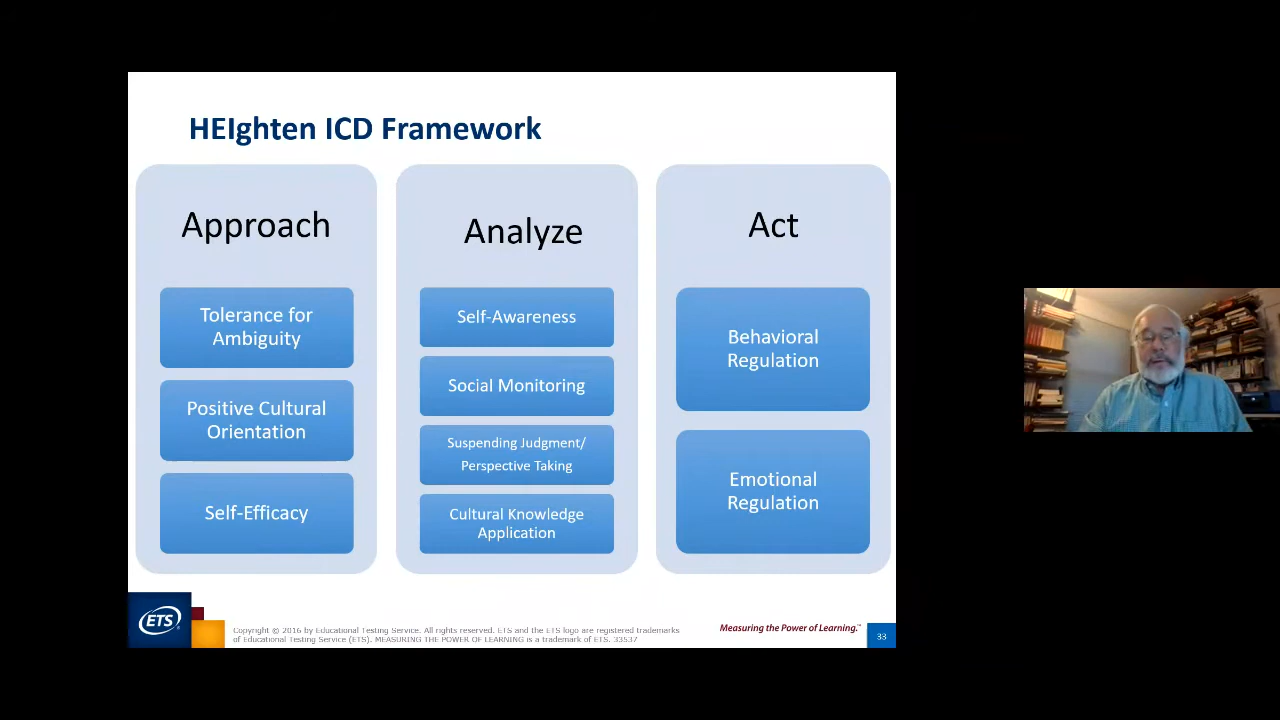 HEIghten ICD Framework
Approach
Tolerance for
Ambiguity
Positive Cultural
Orientation
Self-Efficacy
Analyze
Self-Awareness
Social Monitoring
Suspending Judgment/
Perspective Taking
Cultural Knowledge
Application
Act
Behavioral
Regulation
Emotional
Regulation
ETS
Copyright © 2016 by Educational Testing Service. All rights reserved. ETS and the ETS logo are registered trademarks
of Educational Testing Service (ETS). MEASURING THE POWER OF LEARNING is a trademark of ETS. 33537
Measuring the Power of Learning.™
33